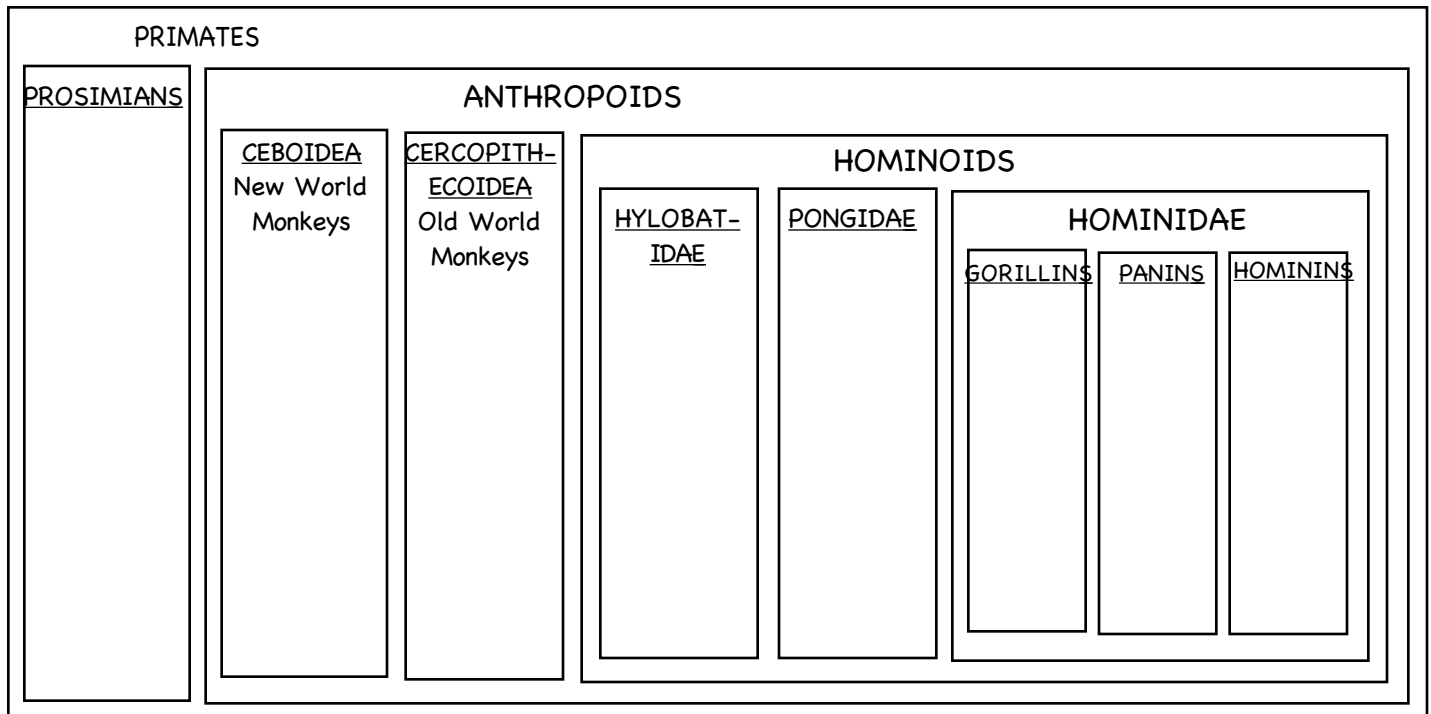 PRIMATES
PROSIMIANS
ANTHROPOIDS
CEBOIDEA
New World
Monkeys
CERCOPITH-
ECOIDEA
Old World
Monkeys
HOMINOIDS
HYLOBAT-
IDAE
PONGIDAE
HOMINIDAE
GORILLINS
PANINS
HOMININS